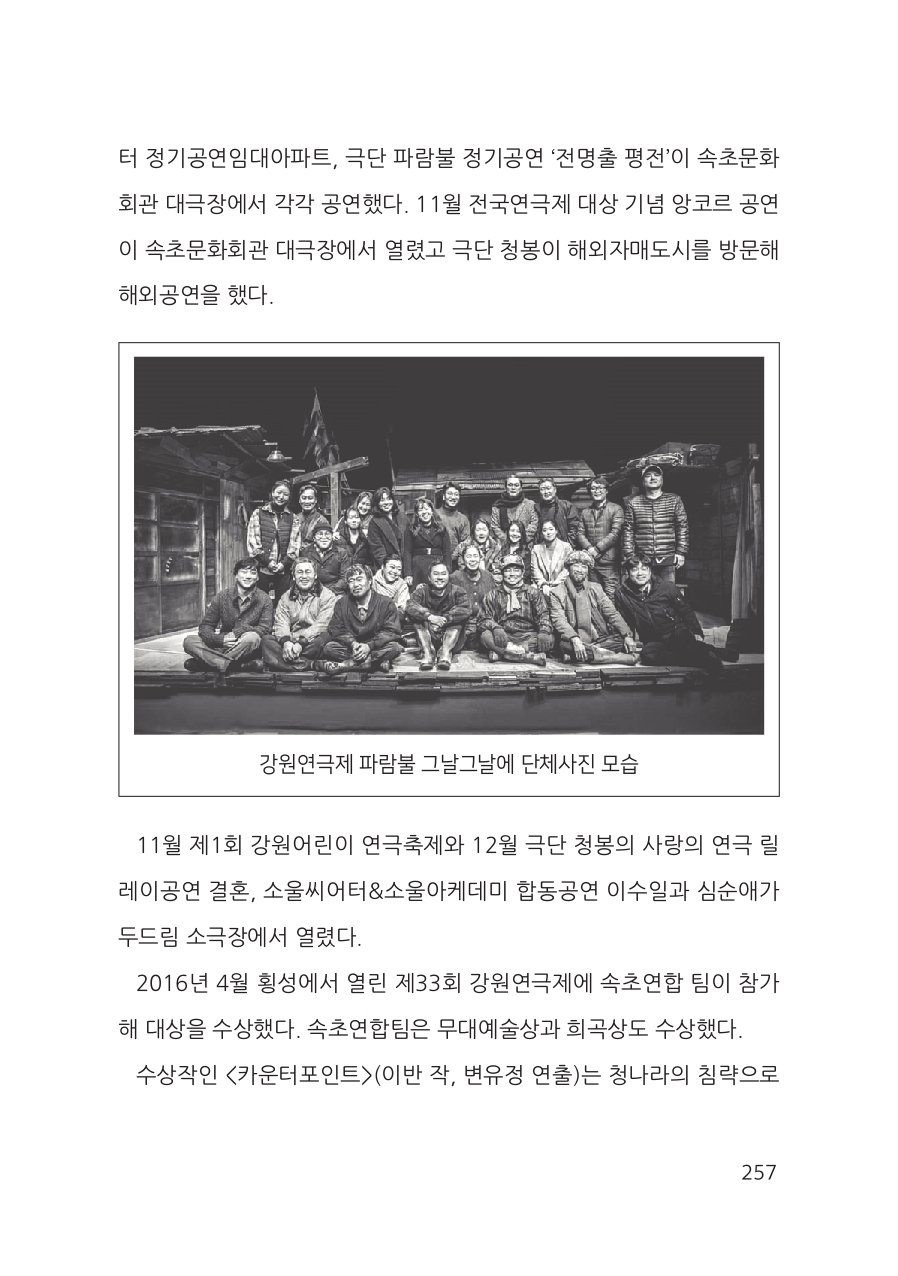 터 정기공연임대아파트, 극단 파람불 정기공연 ‘전명출 평전’이 속초문화
회관 대극장에서 각각 공연했다. 11월 전국연극제 대상 기념 앙코르 공연
이 속초문화회관 대극장에서 열렸고 극단 청봉이 해외자매도시를 방문해
해외공연을 했다.
강원연극제 파람불 그날그날에 단체사진 모습
11월 제1회 강원어린이 연극축제와 12월 극단 청봉의 사랑의 연극 릴
레이공연 결혼, 소울씨어터&소울아케데미 합동공연 이수일과 심순애가
두드림 소극장에서 열렸다.
2016년 4월 횡성에서 열린 제33회 강원연극제에 속초연합 팀이 참가
해 대상을 수상했다. 속초연합팀은 무대예술상과 희곡상도 수상했다.
수상작인 <카운터포인트>(이반 작, 변유정 연출)는 청나라의 침략으로
257